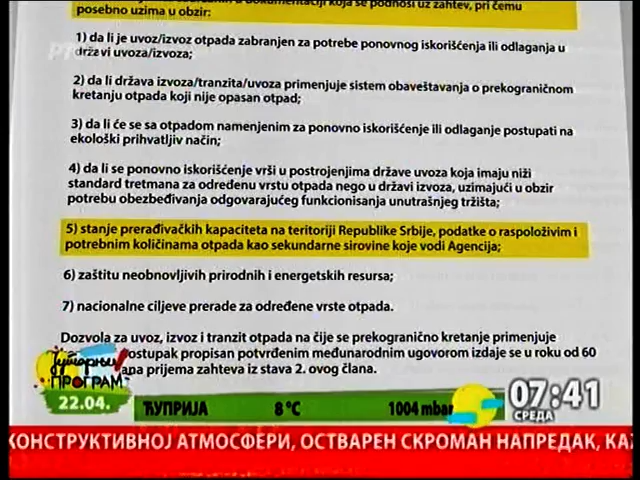 posebno uzima u obzir:
1) da li je uvoz/izvoz otpada zabranjen za potrebe ponovnog iskorišćenja ili odlaganja u
državi uvoza/izvoza;
2) da li država izvoza/tranzita/uvoza primenjuje sistem obaveštavanja o prekograničnom
kretanju otpada koji nije opasan otpad;
3) da li će se sa otpadom namenjenim za ponovno iskorišćenje ili odlaganje postupati na
ekološki prihvatljiv način;
4) da li se ponovno iskorišćenje vrši u postrojenjima države uvoza koja imaju niži
standard tretmana za određenu vrstu otpada nego u državi izvoza, uzimajući u obzir
potrebu obezbeđivanja odgovarajućeg funkcionisanja unutrašnjeg tržišta;
5) stanje prerađivačkih kapaciteta na teritoriji Republike Srbije, podatke o raspoloživim i
potrebnim količinama otpada kao sekundarne sirovine koje vodi Agencija;
6) zaštitu neobnovljivih prirodnih i energetskih resursa;
7) nacionalne ciljeve prerade za određene vrste otpada.
Dozvola za uvoz, izvoz i tranzit otpada na čije se prekogranično kretanje primenjuje
ostupak propisan potvrđenim međunarodnim ugovorom izdaje se u roku od 60
ana prijema zahteva iz stava 2. ovog člana.
Јутарњи
ПРОГРАМ
22.04.
ЋУПРИЈА 8°C 1004 mbar
07:41
СРЕДА
КОНСТРУКТИВНОЈ АТМОСФЕРИ, ОСТВАРЕН СКРОМАН НАПРЕДАК, КАЖ